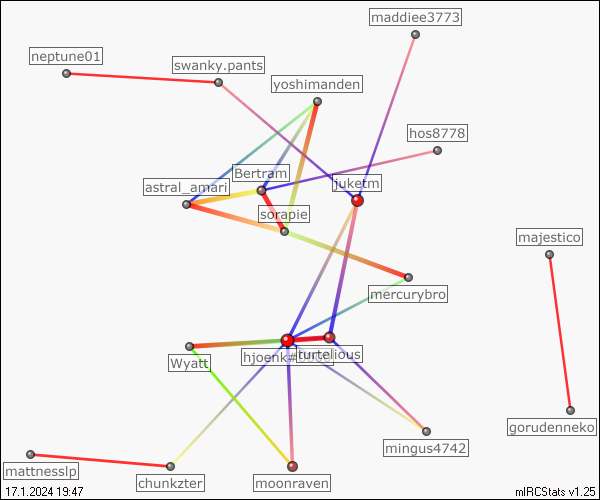 maddiee3773
neptune01
swanky.pants
yoshimanden
hos8778
Bertram
juketm
astral_amari
sorapie
majestico
mercurybro
turtelious
Wyatt
gorudenneko
mingus4742
mattnesslp
chunkzter
moonraven
17.1.2024 19:47
mIRCStats v1.25